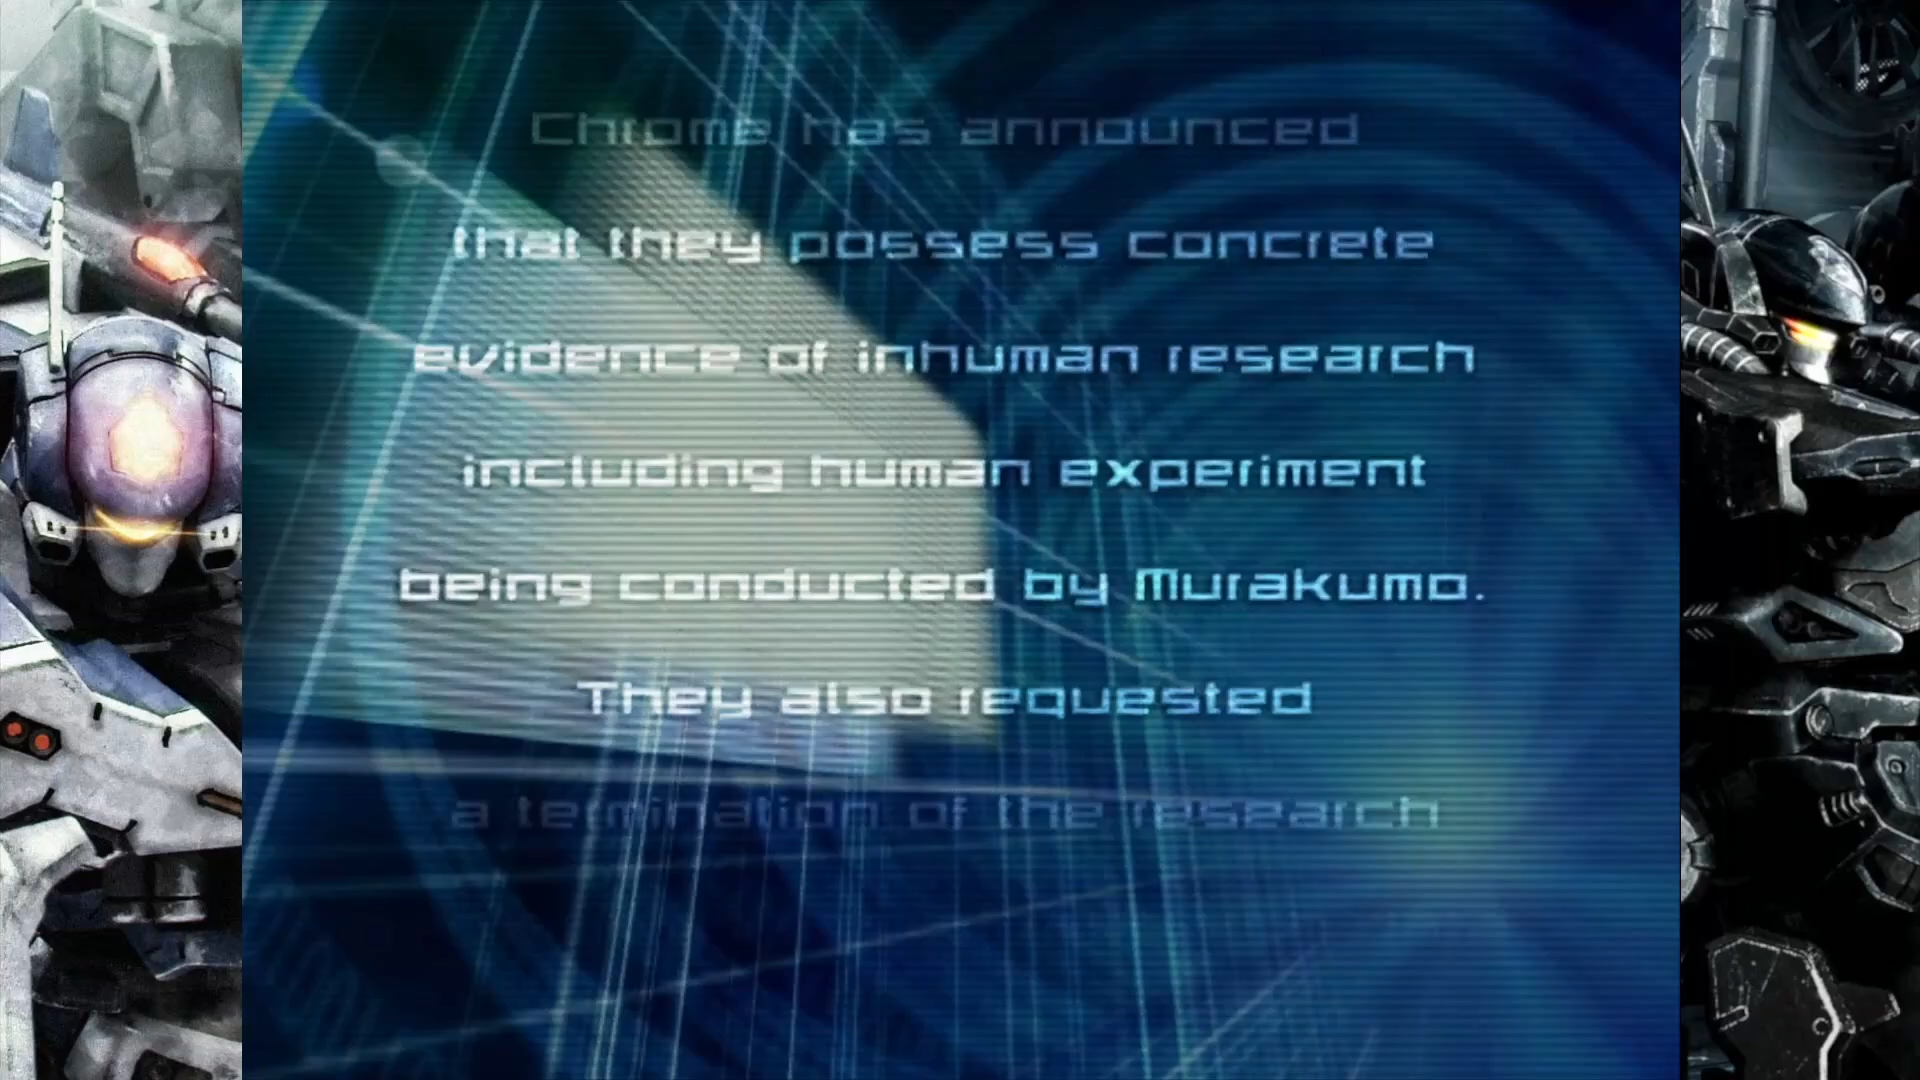 Chrome has announced
that they possess concrete
evidence of inhuman research
including human experiment
being conducted by Murakumo.
They also requested
a termination of the research